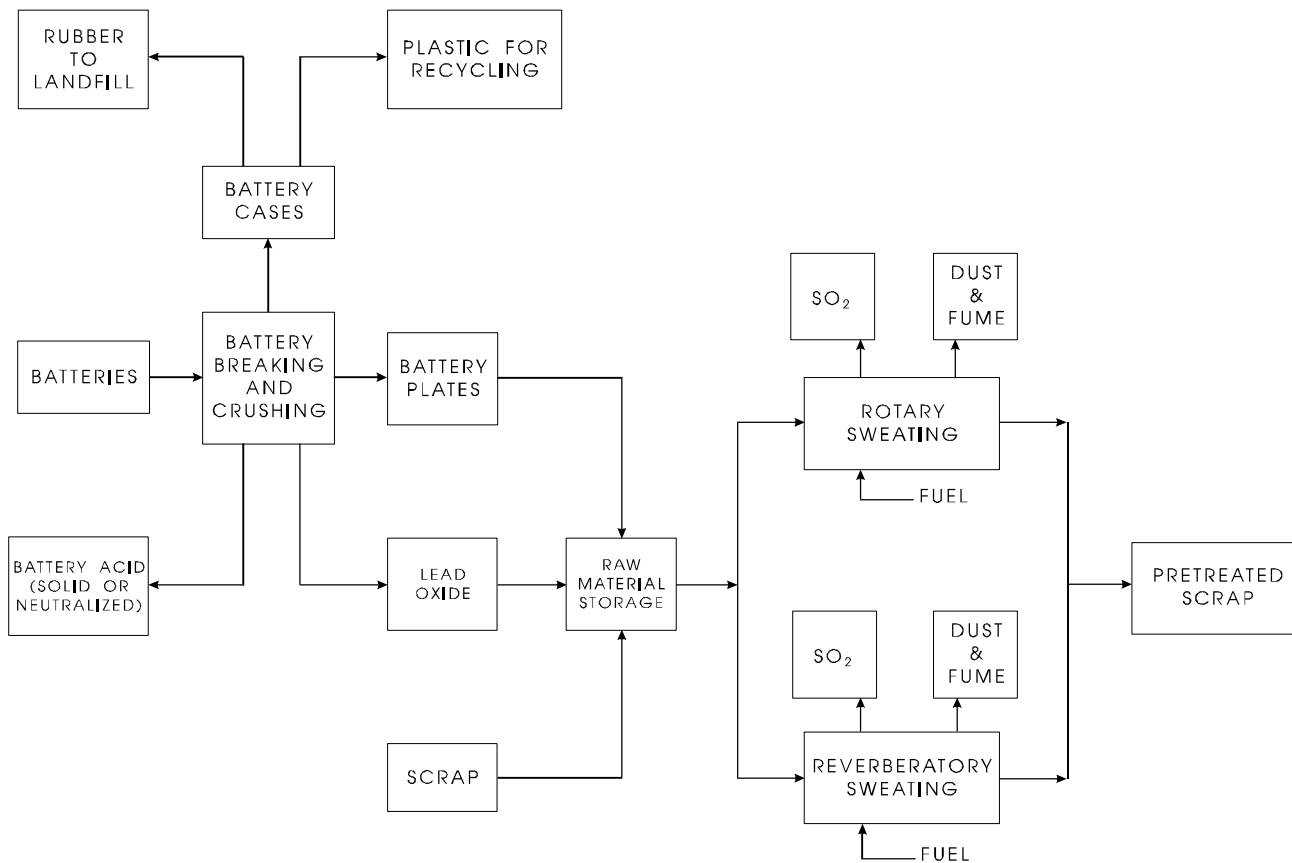 RUBBER
TO
LANDFILL
PLASTIC FOR
RECYCLING
BATTERY
CASES
SO₂
DUST
&
FUME
BATTERIES
BATTERY
BREAKING
AND
CRUSHING
BATTERY
PLATES
ROTARY
SWEATING
FUEL
BATTERY ACID
(SOLID OR
NEUTRALIZED)
LEAD
OXIDE
RAW
MATERIAL
STORAGE
PRETREATED
SCRAP
SO₂
DUST
&
FUME
SCRAP
REVERBERATORY
SWEATING
FUEL